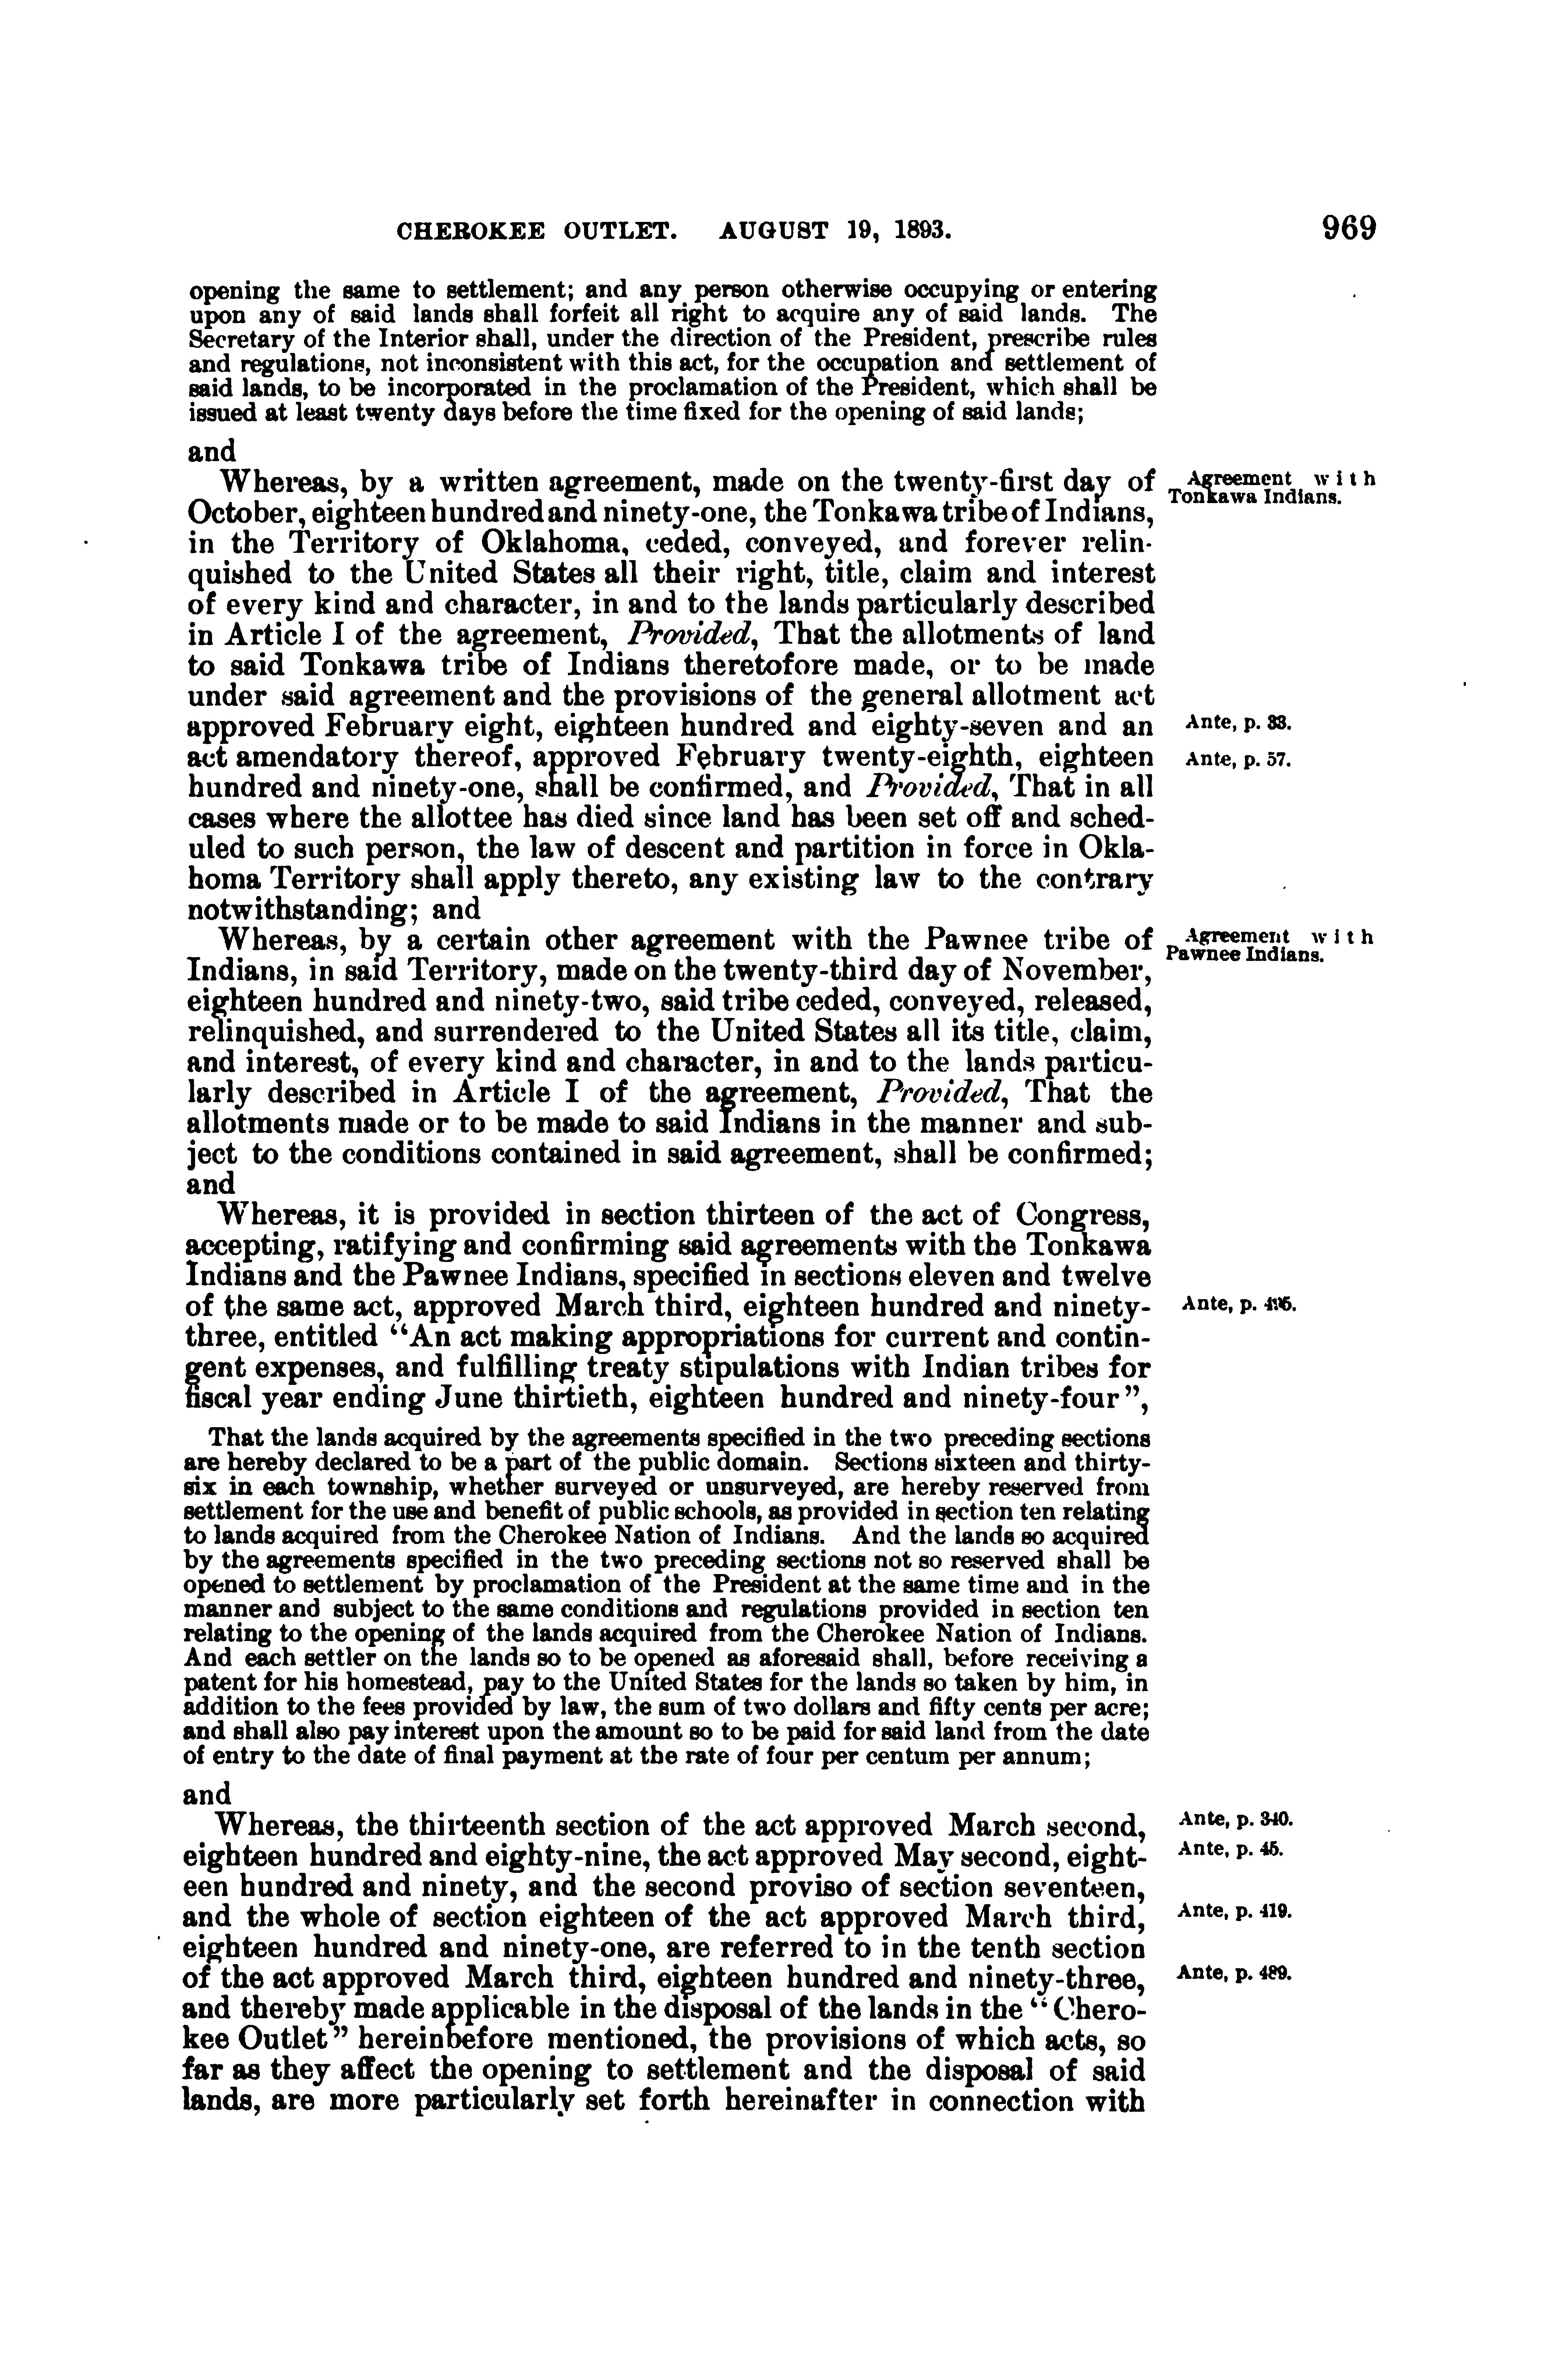 CHEROKEE OUTLET. AUGUST 19, 1893. 969
opening the same to settlement; and any person otherwise occupying or entering
upon any of said lands shall forfeit all right to acquire any of said lands. The
Secretary of the Interior shall, under the direction of the President, prescribe rules
and regulations, not inconsistent with this act, for the occupation and settlement of
said lands, to be incorporated in the proclamation of the President, which shall be
issued at least twenty days before the time fixed for the opening of said lands;
and
Whereas, by a written agreement, made on the twenty-first day of
October, eighteen hundred and ninety-one, the Tonkawa tribe of Indians,
in the Territory of Oklahoma, ceded, conveyed, and forever relin-
quished to the United States all their right, title, claim and interest
of every kind and character, in and to the lands particularly described
in Article I of the agreement, Provided, That the allotments of land
to said Tonkawa tribe of Indians theretofore made, or to be made
under said agreement and the provisions of the general allotment act
approved February eight, eighteen hundred and eighty-seven and an
act amendatory thereof, approved February twenty-eighth, eighteen
hundred and ninety-one, shall be confirmed, and Provided, That in all
cases where the allottee has died since land has been set off and sched-
uled to such person, the law of descent and partition in force in Okla-
homa Territory shall apply thereto, any existing law to the contrary
notwithstanding; and
Whereas, by a certain other agreement with the Pawnee tribe of
Indians, in said Territory, made on the twenty-third day of November,
eighteen hundred and ninety-two, said tribe ceded, conveyed, released,
relinquished, and surrendered to the United States all its title, claim,
and interest, of every kind and character, in and to the lands particu-
larly described in Article I of the agreement, Provided, That the
allotments made or to be made to said Indians in the manner and sub-
ject to the conditions contained in said agreement, shall be confirmed;
and
Whereas, it is provided in section thirteen of the act of Congress,
accepting, ratifying and confirming said agreements with the Tonkawa
Indians and the Pawnee Indians, specified in sections eleven and twelve
of the same act, approved March third, eighteen hundred and ninety-
three, entitled "An act making appropriations for current and contin-
gent expenses, and fulfilling treaty stipulations with Indian tribes for
fiscal year ending June thirtieth, eighteen hundred and ninety-four",
That the lands acquired by the agreements specified in the two preceding sections
are hereby declared to be a part of the public domain. Sections sixteen and thirty-
six in each township, whether surveyed or unsurveyed, are hereby reserved from
settlement for the use and benefit of public schools, as provided in section ten relating
to lands acquired from the Cherokee Nation of Indians. And the lands so acquired
by the agreements specified in the two preceding sections not so reserved shall be
opened to settlement by proclamation of the President at the same time and in the
manner and subject to the same conditions and regulations provided in section ten
relating to the opening of the lands acquired from the Cherokee Nation of Indians.
And each settler on the lands so to be opened as aforesaid shall, before receiving a
patent for his homestead, pay to the United States for the lands so taken by him, in
addition to the fees provided by law, the sum of two dollars and fifty cents per acre;
and shall also pay interest upon the amount so to be paid for said land from the date
of entry to the date of final payment at the rate of four per centum per annum;
and
Whereas, the thirteenth section of the act approved March second,
eighteen hundred and eighty-nine, the act approved May second, eight-
een hundred and ninety, and the second proviso of section seventeen,
and the whole of section eighteen of the act approved March third,
eighteen hundred and ninety-one, are referred to in the tenth section
of the act approved March third, eighteen hundred and ninety-three,
and thereby made applicable in the disposal of the lands in the "Chero-
kee Outlet" hereinbefore mentioned, the provisions of which acts, so
far as they affect the opening to settlement and the disposal of said
lands, are more particularly set forth hereinafter in connection with
Agreement with
Tonkawa Indians.
Ante, p. 33.
Ante, p. 57.
Agreement with
Pawnee Indians.
Ante, p.
Ante, p. 340.
Ante, p. 45.
Ante, p. 419.
Ante, p. 489.